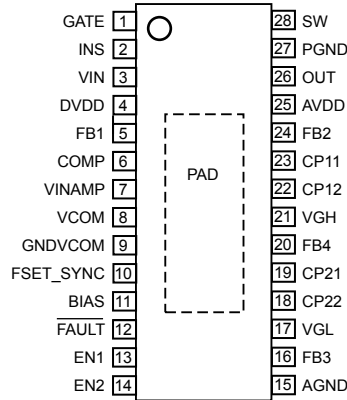 GATE 1 28 SW
INS 2 27 PGND
VIN 3 26 OUT
DVDD 4 25 AVDD
FB1 5 24 FB2
COMP 6 23 CP11
PAD
VINAMP 7 22 CP12
VCOM 8 21 VGH
GNDVCOM 9 20 FB4
FSET_SYNC 10 19 CP21
BIAS 11 18 CP22
FAULT 12 17 VGL
EN1 13 16 FB3
EN2 14 15 AGND